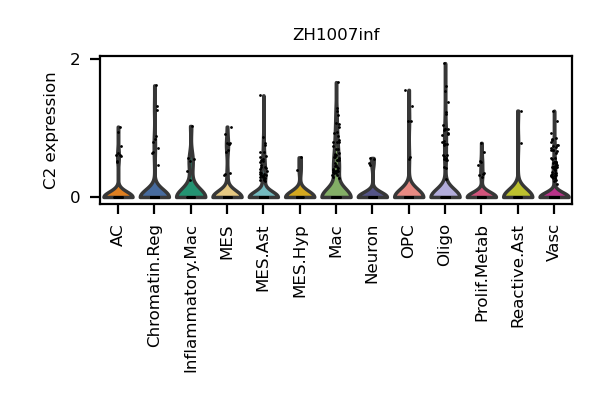 ZH1007inf
C2 expression
2
0
AC
Chromatin.Reg
Inflammatory.Mac
MES
MES.Ast
MES.Hyp
Mac
Neuron
OPC
Oligo
Prolif.Metab
Reactive.Ast
Vasc